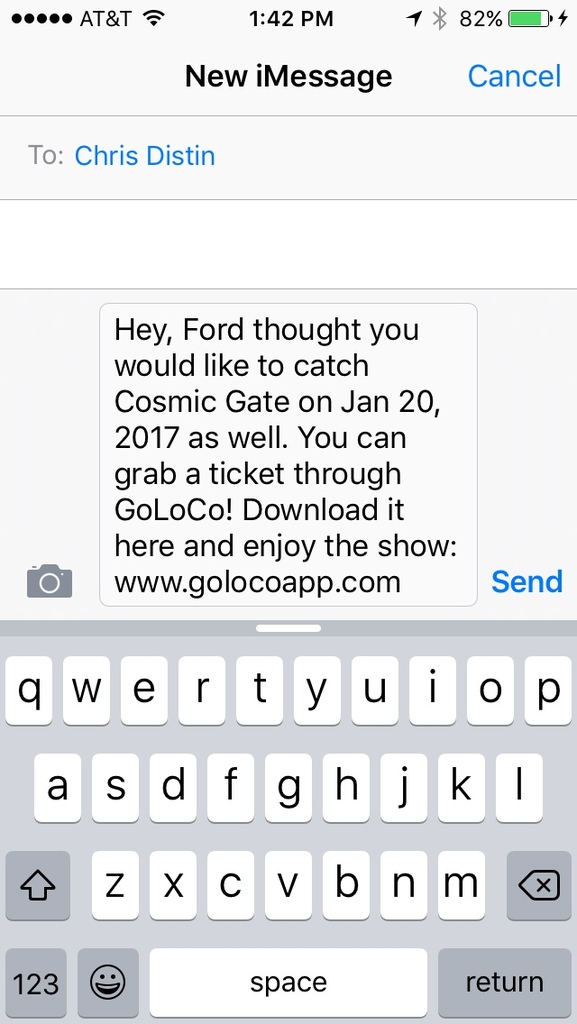 AT&T 1:42 PM 82%
New iMessage Cancel
To: Chris Distin
Hey, Ford thought you
would like to catch
Cosmic Gate on Jan 20,
2017 as well. You can
grab a ticket through
GoLoCo! Download it
here and enjoy the show:
www.golocoapp.com
Send
q w e r t y u i o p
a s d f g h j k l
z x c v b n m
123 space return